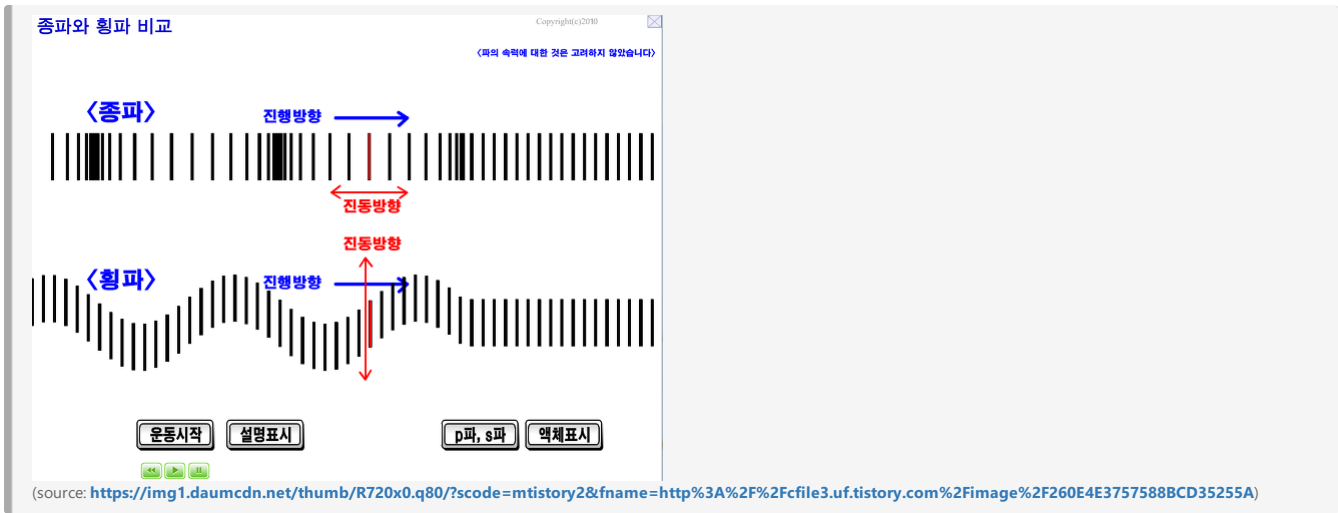 종파와 횡파 비교
Copyright(c)2010
<파의 속력에 대한 것은 고려하지 않았습니다>
<종파>
진행방향
진동방향
진동방향
<횡파>
진행방향
운동시작
설명표시
p파, s파
액체표시
(source: https://img1.daumcdn.net/thumb/R720x0.q80/?scode=mtistory2&fname=http%3A%2F%2Fcfile3.uf.tistory.com%2Fimage%2F260E4E3757588BCD35255A)